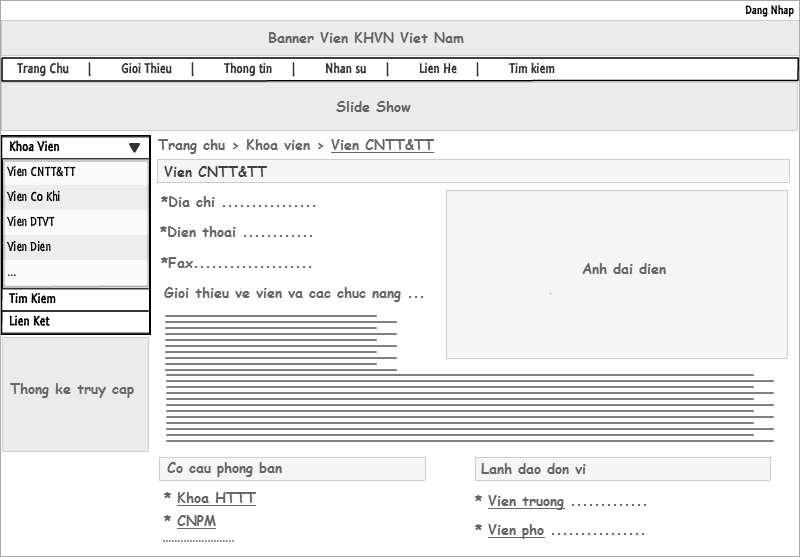 Dang Nhap
Banner Vien KHVN Viet Nam
Trang Chu | Gioi Thieu | Thong tin | Nhan su | Lien He | Tim kiem
Slide Show
Khoa Vien
Vien CNTT&TT
Vien Co Khi
Vien DTVT
Vien Dien
...
Tim Kiem
Lien Ket
Thong ke truy cap
Trang chu > Khoa vien > Vien CNTT&TT
Vien CNTT&TT
*Dia chi ................
*Dien thoai ............
*Fax....................
Gioi thieu ve vien va cac chuc nang ...
Anh dai dien
Co cau phong ban
* Khoa HTTT
* CNPM
........................
Lanh dao don vi
* Vien truong .............
* Vien pho ................